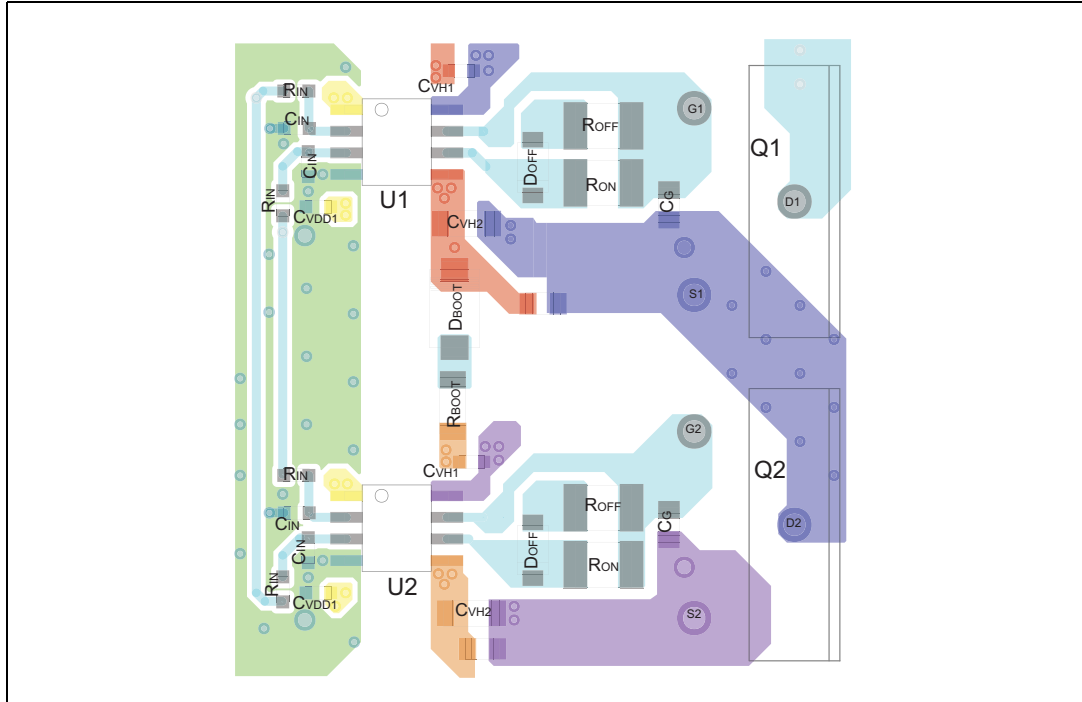 CVH1
RIN
CIN
CIN
RIN
CVDD1
U1
CVH2
DBOOT
RBOOT
DOFF
ROFF
RON
CG
G1
S1
Q1
D1
CVH1
RIN
CIN
CIN
RIN
CVDD1
U2
CVH2
DOFF
ROFF
RON
CG
G2
S2
Q2
D2